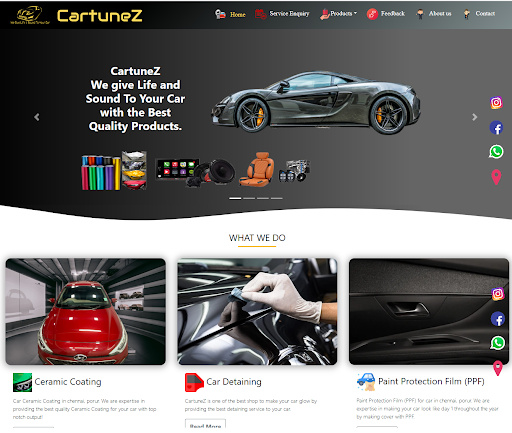 CartuneZ
Home
Service Enquiry
Products
Feedback
About us
Contact
CartuneZ
We give Life and
Sound To Your Car
with the Best
Quality Products.
WHAT WE DO
Ceramic Coating
Car Ceramic Coating in chennai, porur. We are expertise in
providing the best quality Ceramic Coating for your car with top
notch output!
Car Detaining
CartuneZ is one of the best shop to make your car glow by
providing the best detaining service to your car
Read More
Paint Protection Film (PPF)
Paint Protection Film (PPF) for car in chennai, porur. We are
expertise in making your car look like day 1 throughout the year
by making cover with PPF.